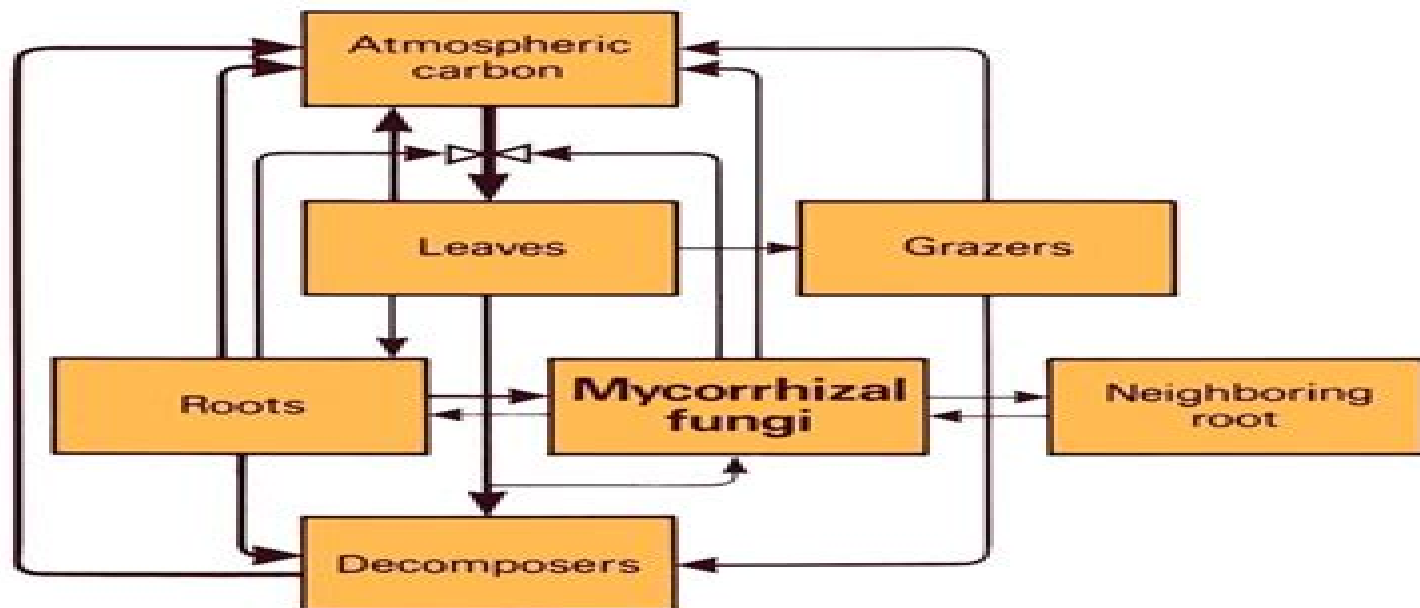 Atmospheric
carbon
Leaves
Grazers
Roots
Mycorrhizal
fungi
Neighboring
root
Decomposers